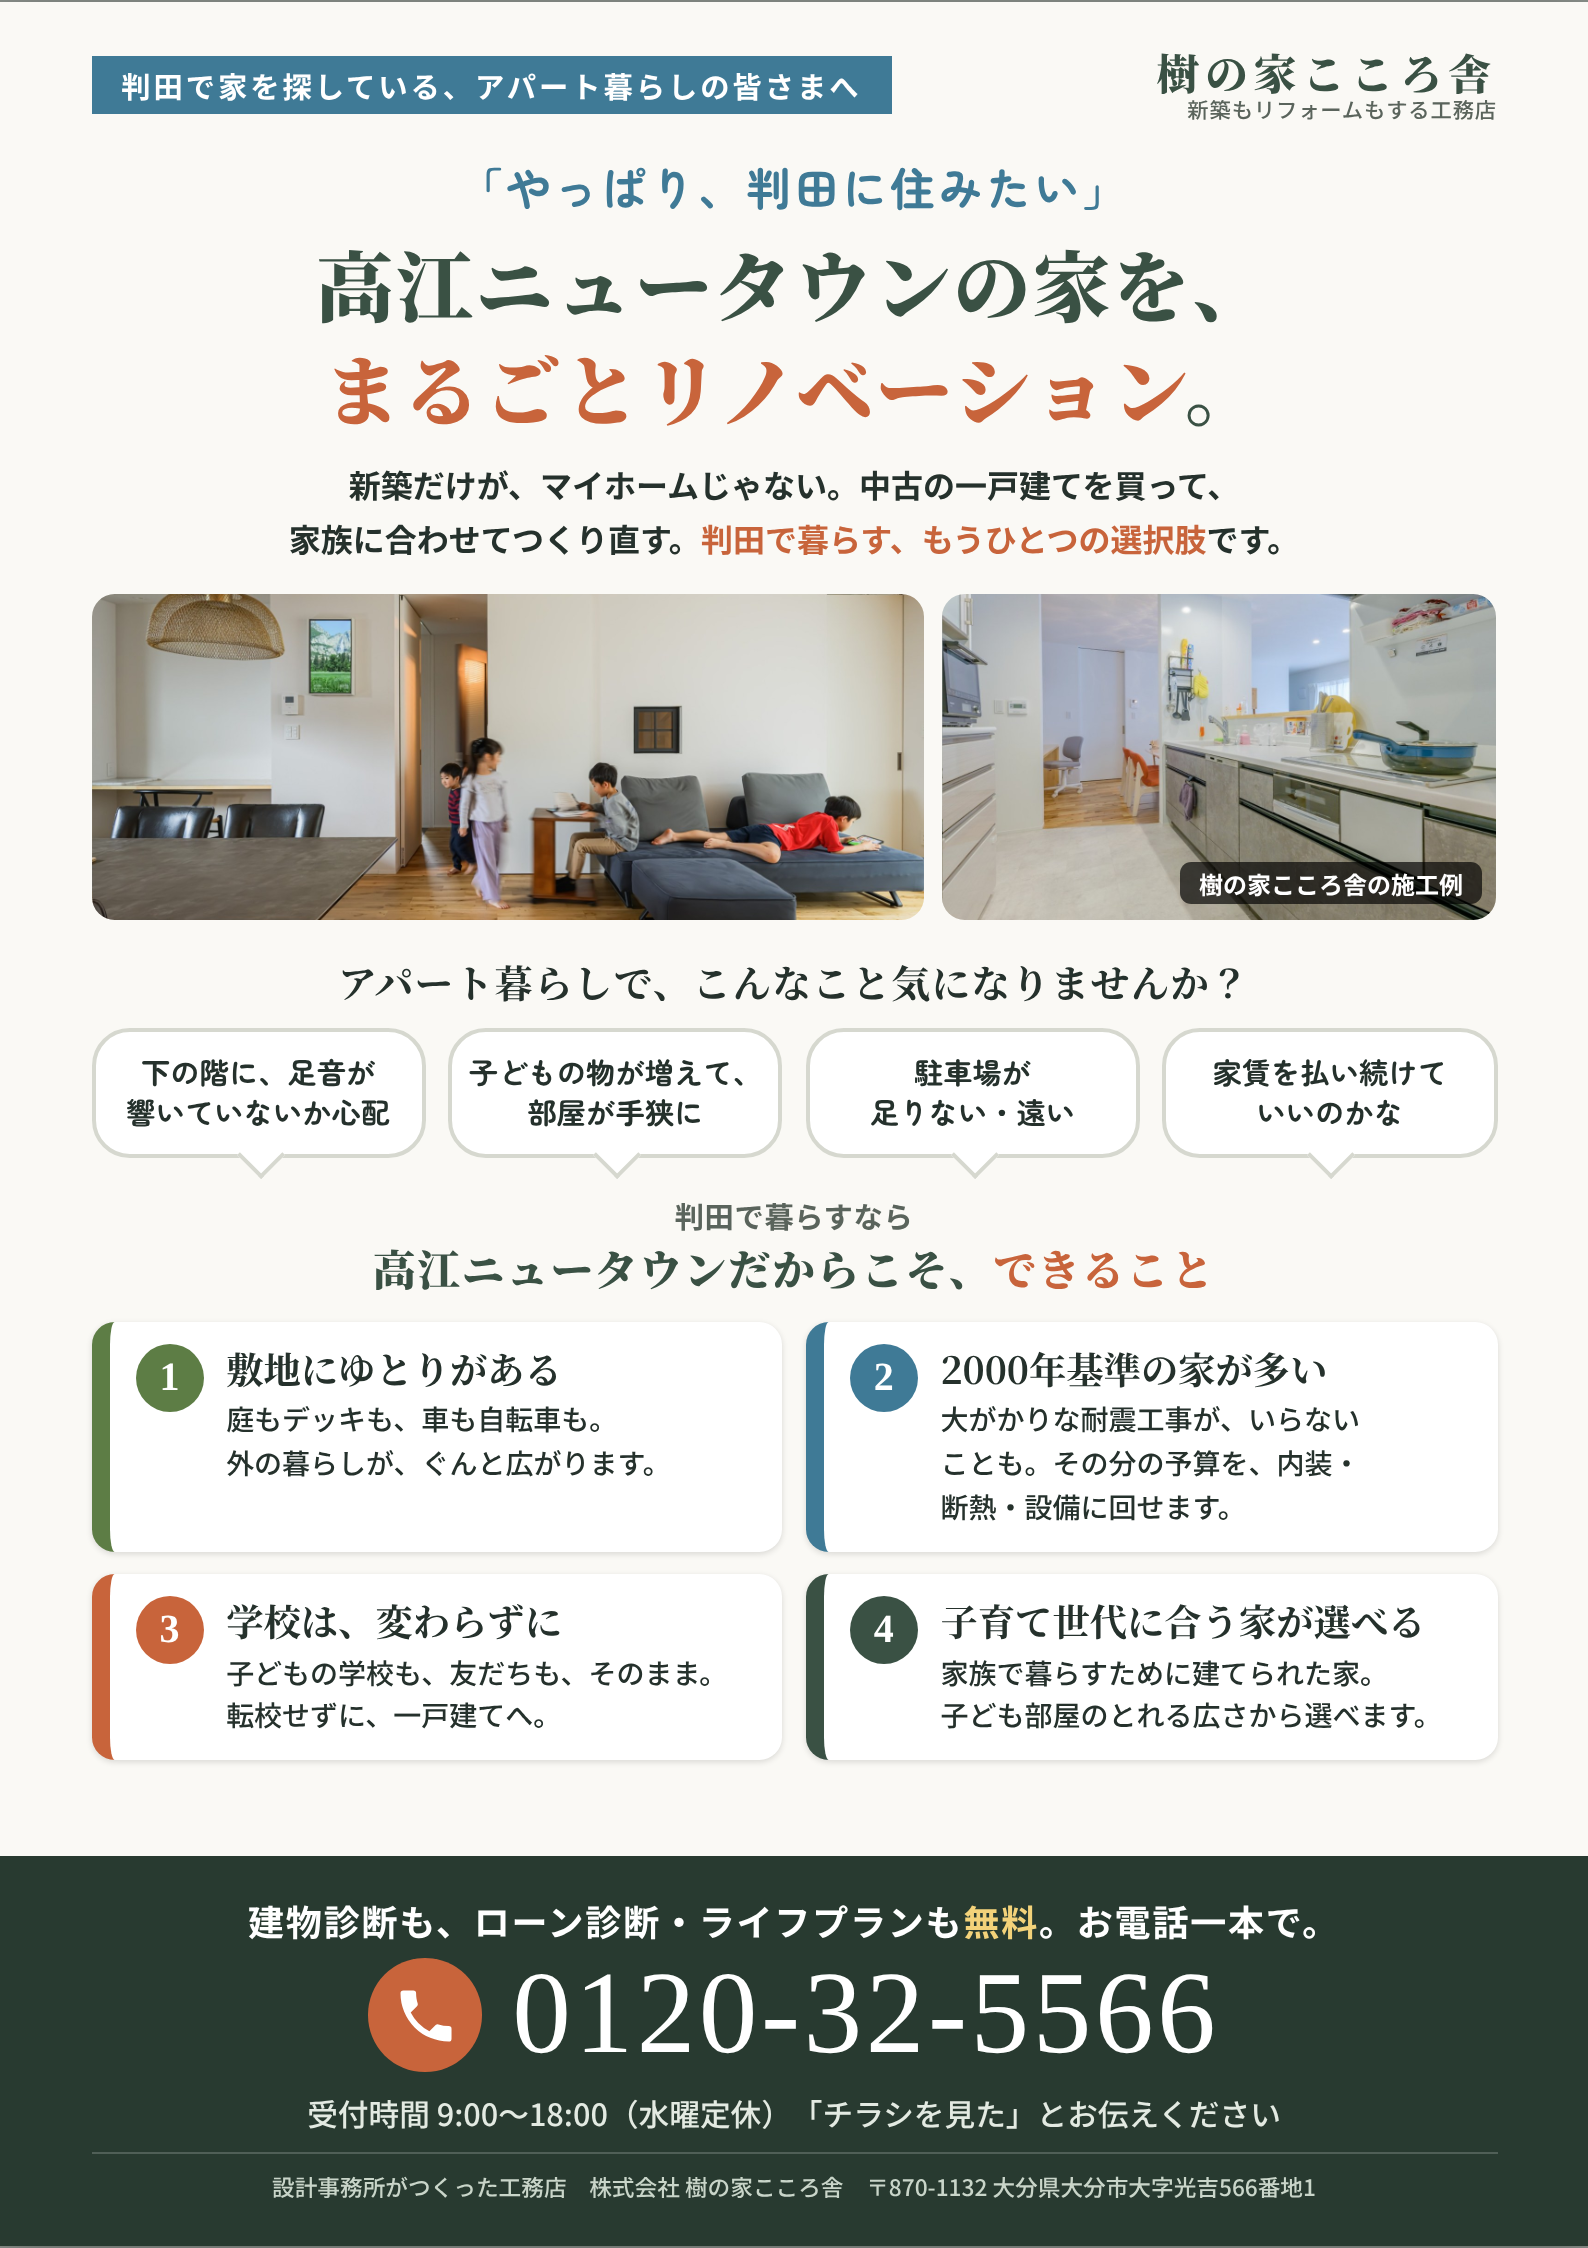 判田で家を探している、アパート暮らしの皆さまへ
樹の家こころ舎
新築もリフォームもする工務店
「やっぱり、判田に住みたい」
高江ニュータウンの家を、
まるごとリノベーション。
新築だけが、マイホームじゃない。中古の一戸建てを買って、
家族に合わせてつくり直す。判田で暮らす、もうひとつの選択肢です。
樹の家こころ舎の施工例
アパート暮らしで、こんなこと気になりませんか？
下の階に、足音が
響いていないか心配
子どもの物が増えて、
部屋が手狭に
駐車場が
足りない・遠い
家賃を払い続けて
いいのかな
判田で暮らすなら
高江ニュータウンだからこそ、できること
1 敷地にゆとりがある
庭もデッキも、車も自転車も。
外の暮らしが、ぐんと広がります。
2 2000年基準の家が多い
大がかりな耐震工事が、いらない
ことも。その分の予算を、内装・
断熱・設備に回せます。
3 学校は、変わらずに
子どもの学校も、友だちも、そのまま。
転校せずに、一戸建てへ。
4 子育て世代に合う家が選べる
家族で暮らすために建てられた家。
子ども部屋のとれる広さから選べます。
建物診断も、ローン診断・ライフプランも無料。お電話一本で。
0120-32-5566
受付時間 9:00〜18:00（水曜定休）「チラシを見た」とお伝えください
設計事務所がつくった工務店　株式会社 樹の家こころ舎　〒870-1132 大分県大分市大字光吉566番地1